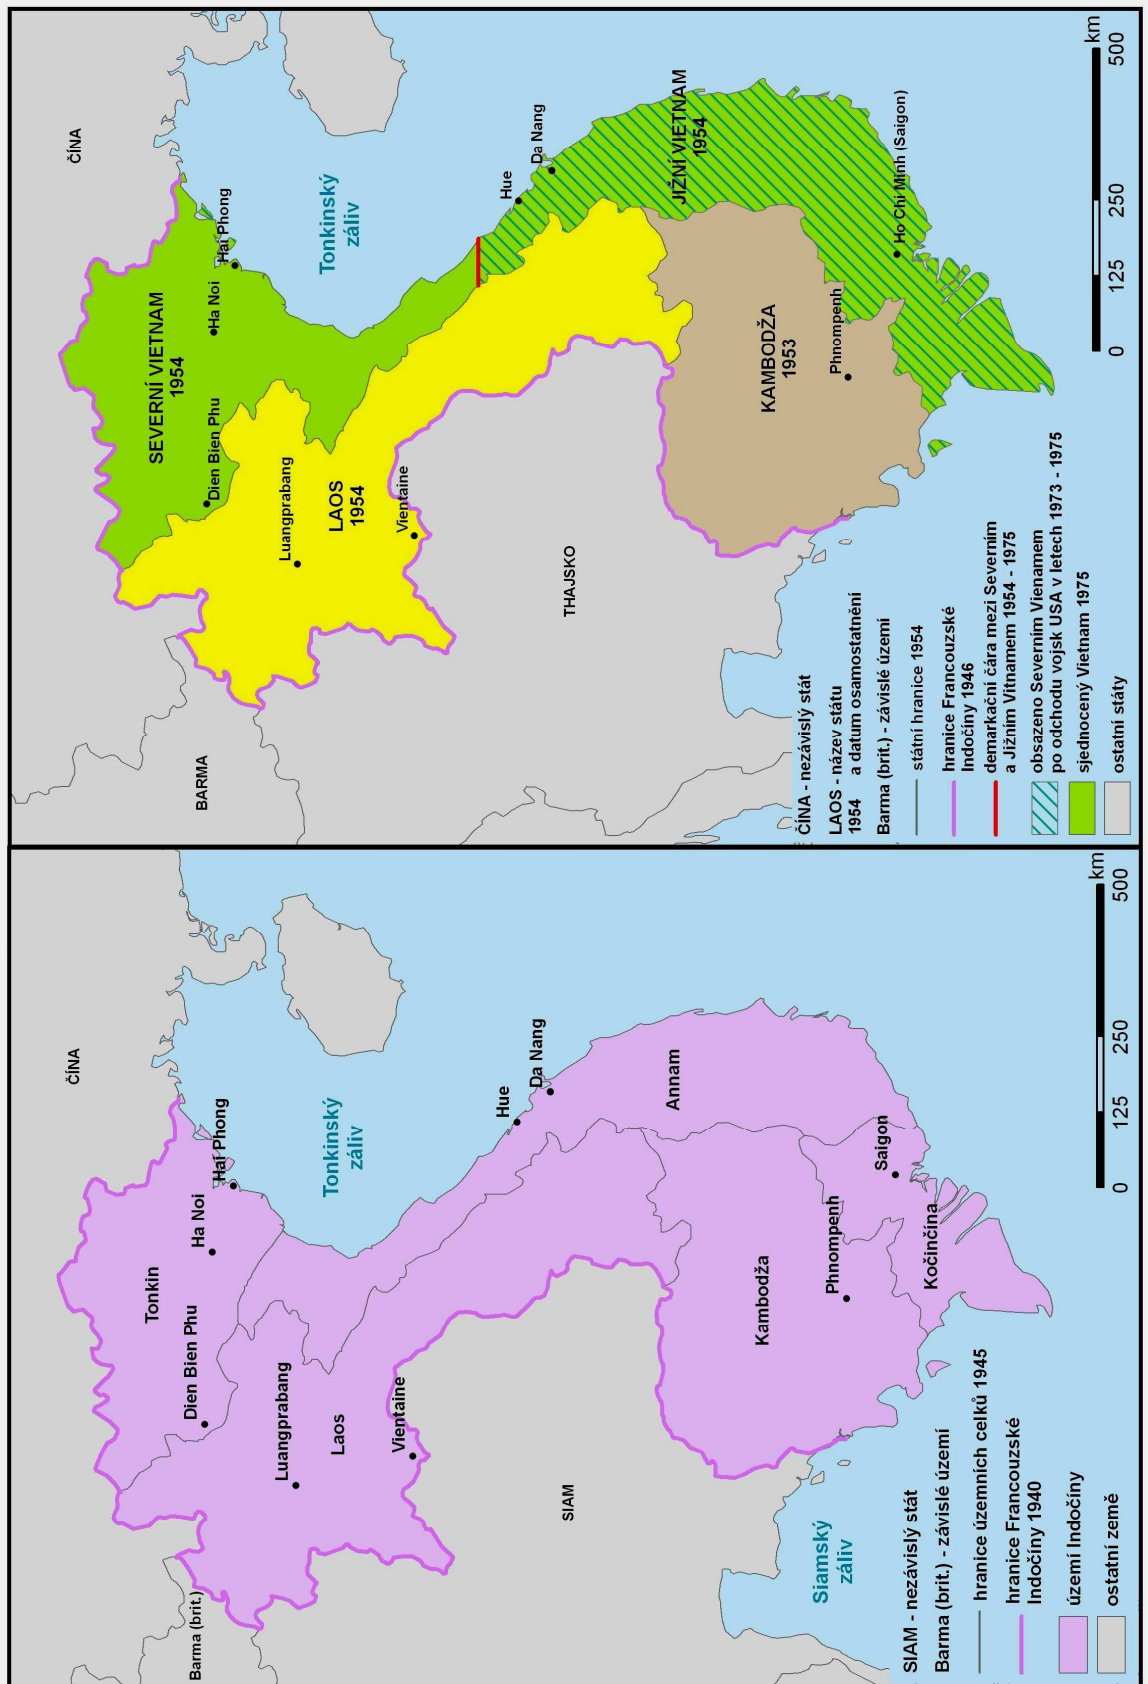 ČÍNA
Barma (brit.)
Tonkin
Ha Noi
Hai Phong
Dien Bien Phu
Luangprabang
Laos
Vientaine
Tonkinský
záliv
Hue
Da Nang
SIAM
Annam
Kambodža
Phnompenh
Saigon
Kočinčína
Siamský
záliv
SIAM - nezávislý stát
Barma (brit.) - závislé území
hranice územních celků 1945
hranice Francouzské
Indočíny 1940
území Indočíny
ostatní země
0 125 250 500
km
ČÍNA
BARMA
SEVERNÍ VIETNAM
1954
Ha Noi
Hai Phong
Dien Bien Phu
Luangprabang
LAOS
1954
Vientaine
Tonkinský
záliv
Hue
Da Nang
THAJSKO
JIŽNÍ VIETNAM
1954
KAMBODŽA
1953
Phnompenh
Ho Chi Minh (Saigon)
ČÍNA - nezávislý stát
LAOS - název státu
1954 a datum osamostatnění
Barma (brit.) - závislé území
státní hranice 1954
hranice Francouzské
Indočíny 1946
demarkační čára mezi Severním
a Jižním Vitnamem 1954 - 1975
obsazeno Severním Vienamem
po odchodu vojsk USA v letech 1973 - 1975
sjednocený Vietnam 1975
ostatní státy
0 125 250 500
km